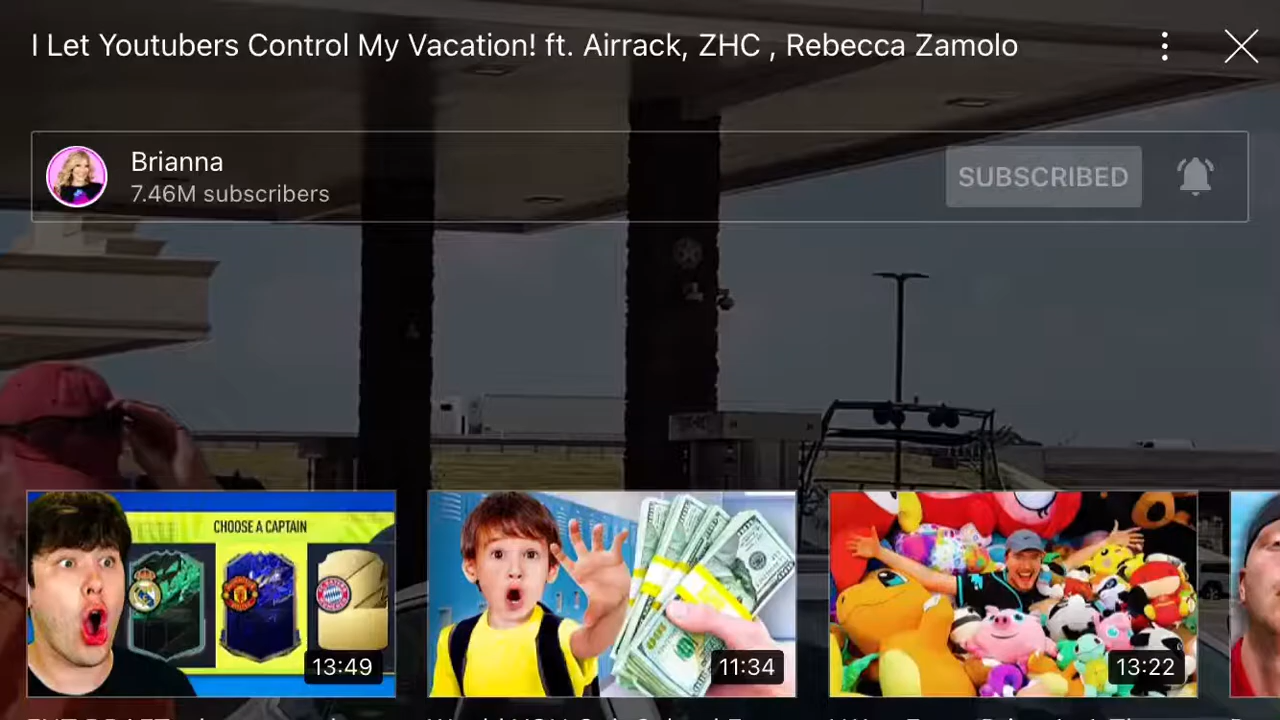 I Let Youtubers Control My Vacation! ft. Airrack, ZHC , Rebecca Zamolo
Brianna
7.46M subscribers
SUBSCRIBED
CHOOSE A CAPTAIN
13:49
11:34
13:22